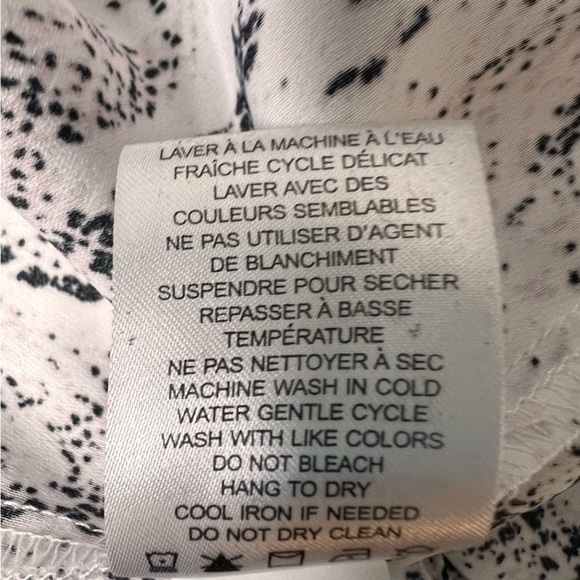 LAVER À LA MACHINE À L'EAU
FRAÎCHE CYCLE DÉLICAT
LAVER AVEC DES
COULEURS SEMBLABLES
NE PAS UTILISER D'AGENT
DE BLANCHIMENT
SUSPENDRE POUR SECHER
REPASSER À BASSE
TEMPÉRATURE
NE PAS NETTOYER À SEC
MACHINE WASH IN COLD
WATER GENTLE CYCLE
WASH WITH LIKE COLORS
DO NOT BLEACH
HANG TO DRY
COOL IRON IF NEEDED
DO NOT DRY CLEAN